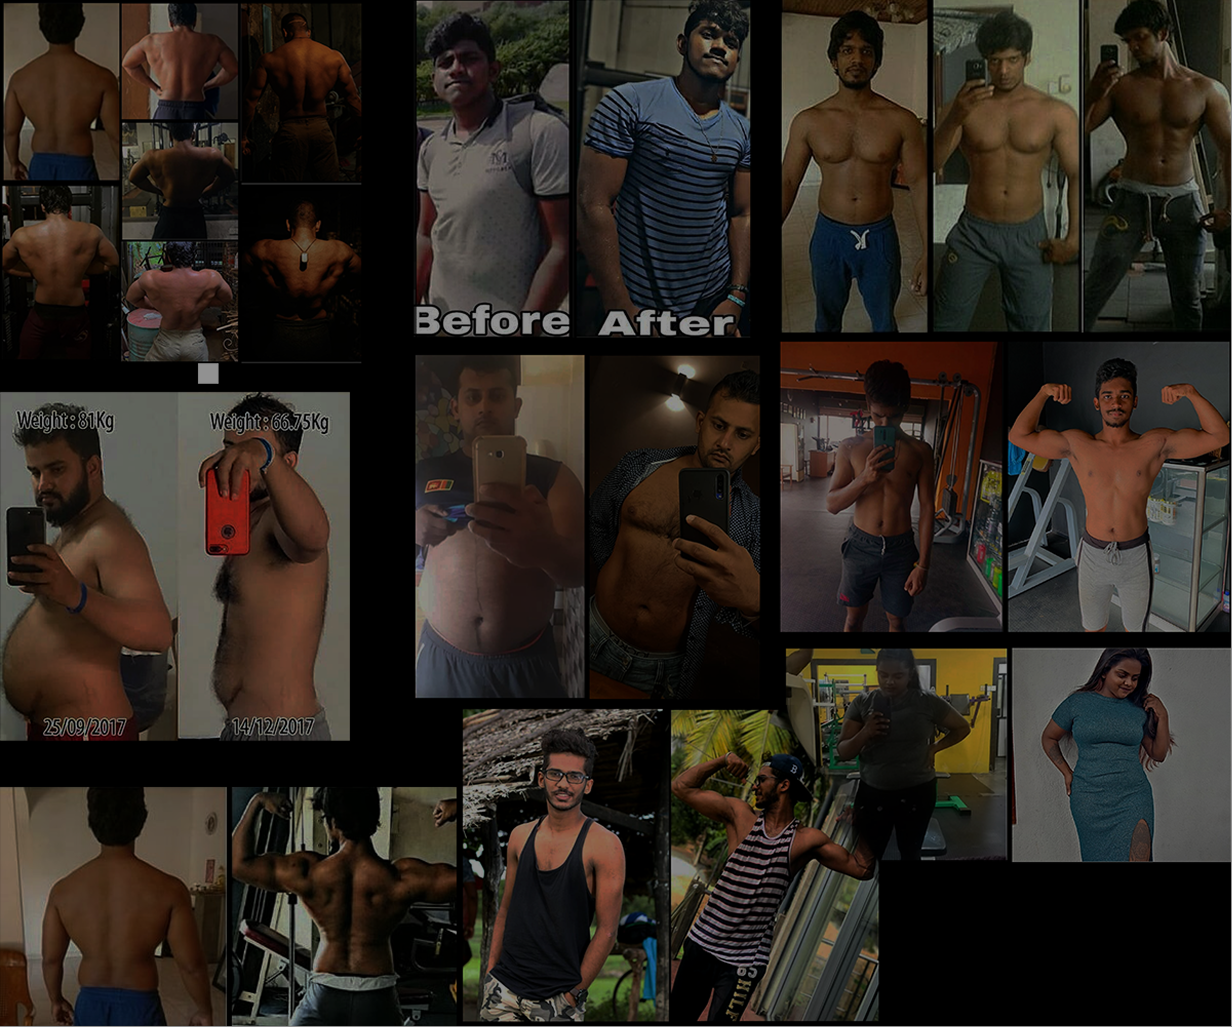 Before
After
Weight : 81Kg
Weight : 66.75Kg
25/09/2017
14/12/2017